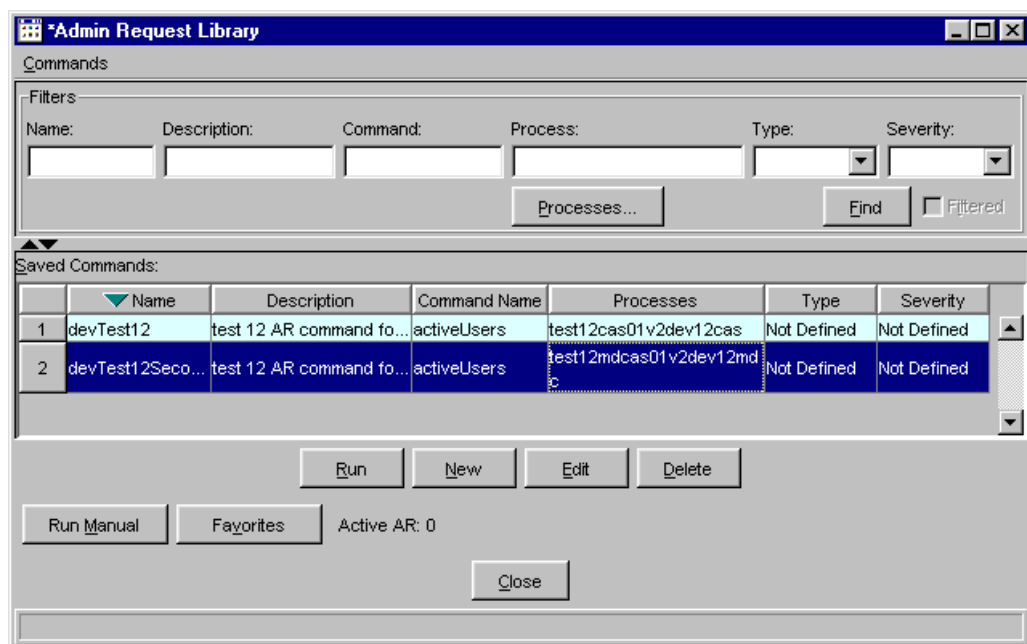 *Admin Request Library
Commands
Filters
Name: Description: Command: Process: Type: Severity:
Processes... Find Filtered
Saved Commands:
Name Description Command Name Processes Type Severity
1 devTest12 test 12 AR command fo... activeUsers test12cas01v2dev12cas Not Defined Not Defined
2 devTest12Seco... test 12 AR command fo... activeUsers test12mdcas01v2dev12md Not Defined Not Defined
c
Run New Edit Delete
Run Manual Favorites Active AR: 0
Close